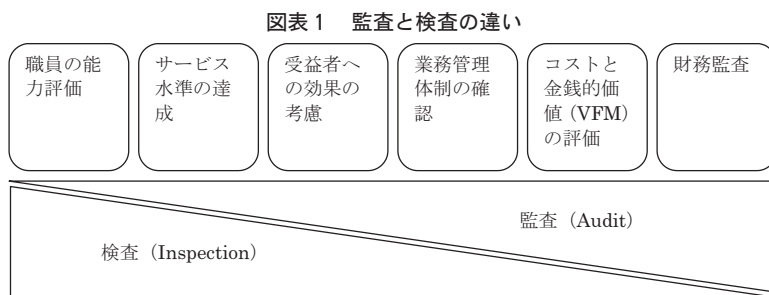 図表1 監査と検査の違い
職員の能
力評価
サービス
水準の達
成
受益者へ
の効果の
考慮
業務管理
体制の確
認
コストと
金銭的価
値(VFM)
の評価
財務監査
監査(Audit)
検査(Inspection)